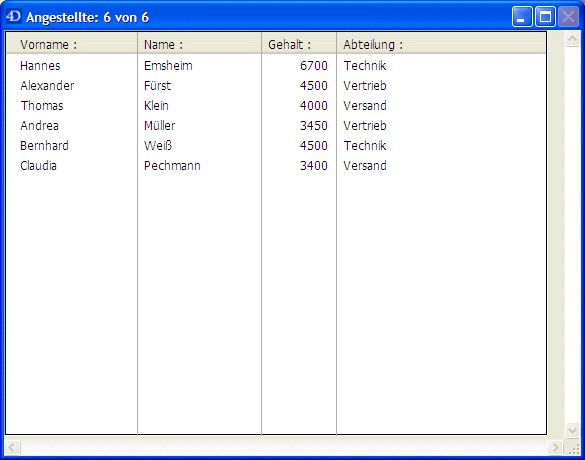 4D Angestellte: 6 von 6
Vorname : Name : Gehalt : Abteilung :
Hannes Emsheim 6700 Technik
Alexander Fürst 4500 Vertrieb
Thomas Klein 4000 Versand
Andrea Müller 3450 Vertrieb
Bernhard Weiß 4500 Technik
Claudia Pechmann 3400 Versand